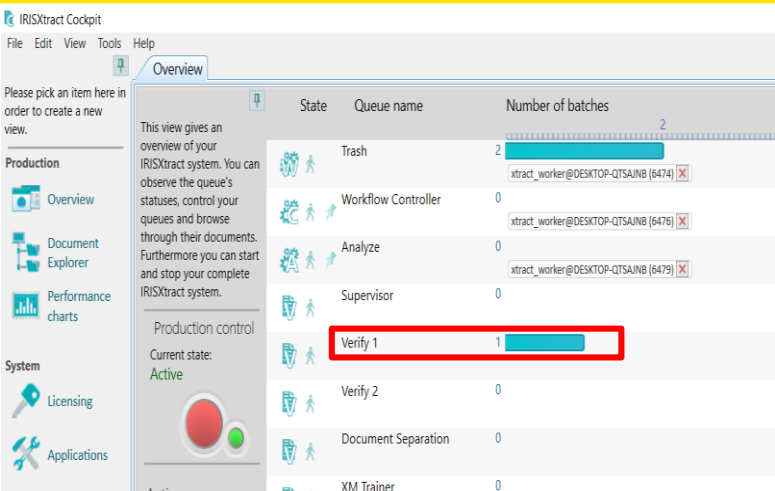 IRISXtract Cockpit
File Edit View Tools Help
Please pick an item here in
order to create a new
view.
Production
Overview
Document
Explorer
Performance
charts
System
Licensing
Applications
Overview
This view gives an
overview of your
IRISXtract system. You can
observe the queue's
statuses, control your
queues and browse
through their documents.
Furthermore you can start
and stop your complete
IRISXtract system.
Production control
Current state:
Active
State Queue name Number of batches
2
Trash 2
xtract_worker@DESKTOP-QTSAJNB (6474)
Workflow Controller 0
xtract_worker@DESKTOP-QTSAJNB (6476)
Analyze 0
xtract_worker@DESKTOP-QTSAJNB (6479)
Supervisor 0
Verify 1 1
Verify 2 0
Document Separation 0
XM Trainer 0